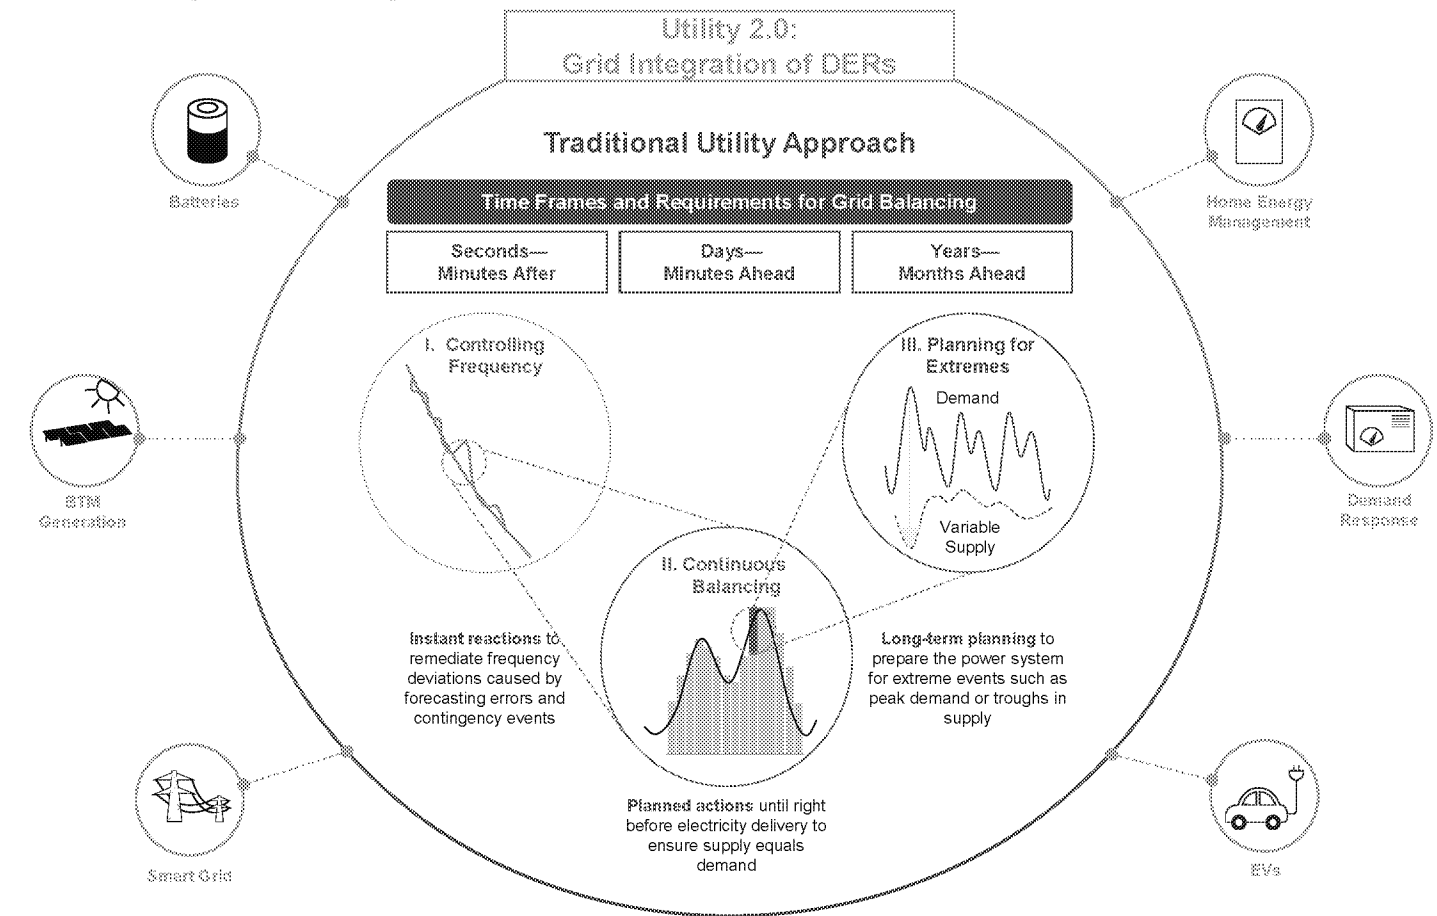 Utility 2.0:
Grid Integration of DERs
Traditional Utility Approach
Time Frames and Requirements for Grid Balancing
Seconds—
Minutes After
Days—
Minutes Ahead
Years—
Months Ahead
Batteries
Home Energy
Management
I. Controlling
Frequency
III. Planning for
Extremes
Demand
Variable
Supply
BTM
Generation
Demand
Response
II. Continuous
Balancing
Instant reactions to
remediate frequency
deviations caused by
forecasting errors and
contingency events
Long-term planning to
prepare the power system
for extreme events such as
peak demand or troughs in
supply
Planned actions until right
before electricity delivery to
ensure supply equals
demand
Smart Grid
EVs